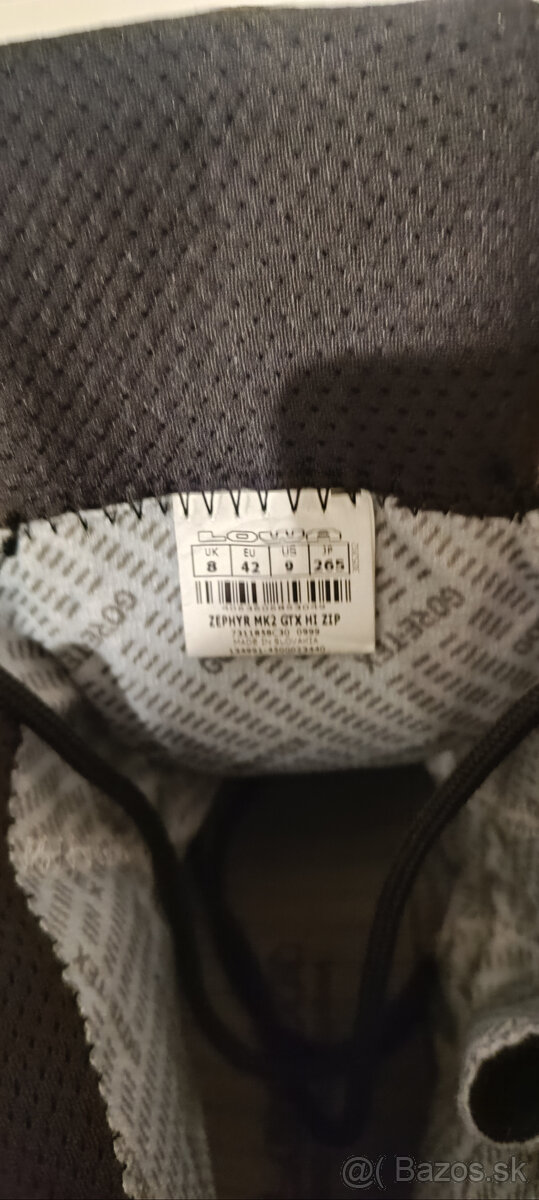 LOWA
UK EU US JP
8 42 9 265
ZEPHYR MK2 GTX HI ZIP
MADE IN SLOVAKIA
GORE-TEX
TEX
@( Bazos.sk